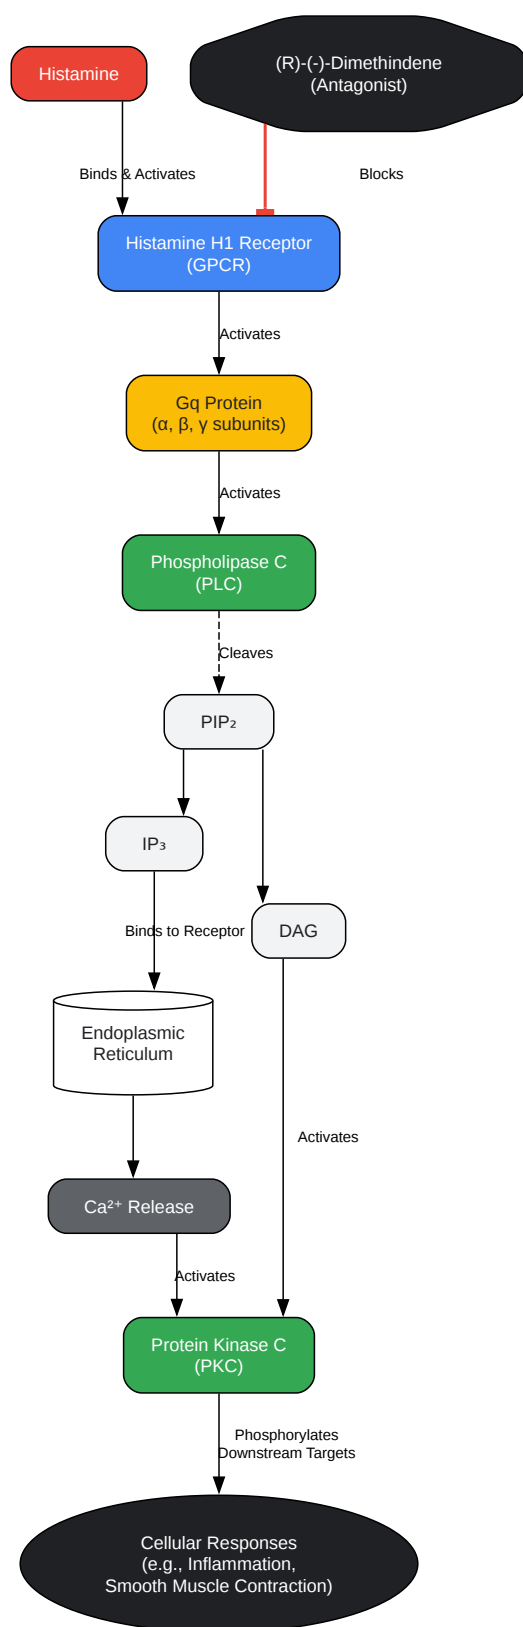 Histamine
(R)-(-)-Dimethindene
(Antagonist)
Binds & Activates
Blocks
Histamine H1 Receptor
(GPCR)
Activates
Gq Protein
(α, β, γ subunits)
Activates
Phospholipase C
(PLC)
Cleaves
PIP₂
IP₃
Binds to Receptor
DAG
Endoplasmic
Reticulum
Activates
Ca²⁺ Release
Activates
Protein Kinase C
(PKC)
Phosphorylates
Downstream Targets
Cellular Responses
(e.g., Inflammation,
Smooth Muscle Contraction)